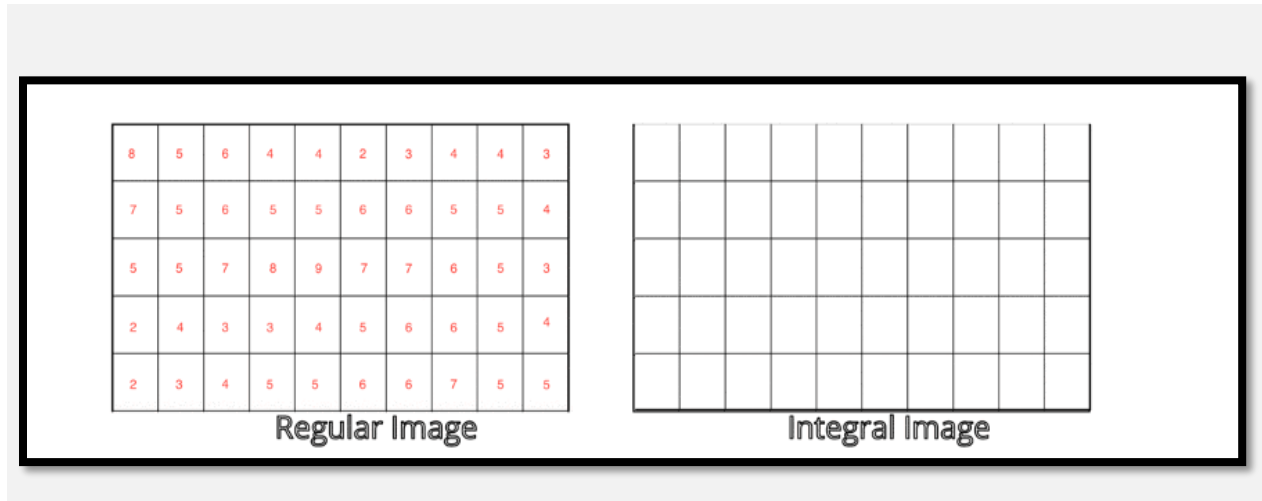 8 5 6 4 4 2 3 4 4 3
7 5 6 5 5 6 6 5 5 4
5 5 7 8 9 7 7 6 5 3
2 4 3 3 4 5 6 6 5 4
2 3 4 5 5 6 6 7 5 5
Regular Image
Integral Image